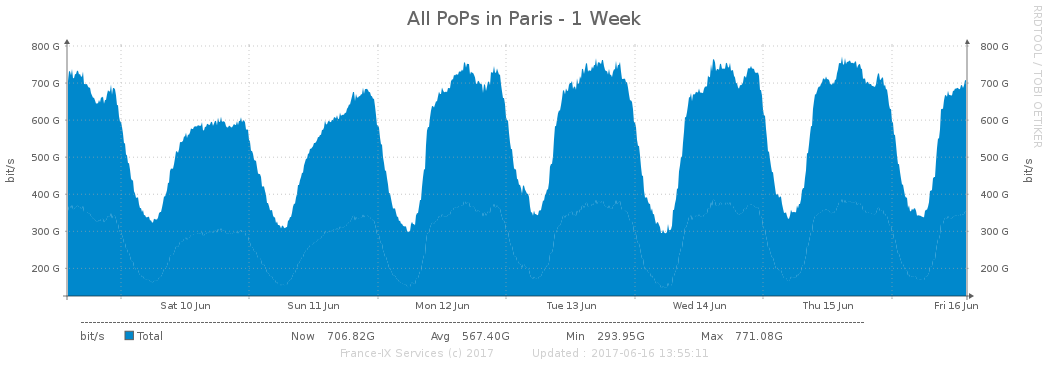 All PoPs in Paris - 1 Week
RRDTOOL / TOBI OETIKER
bit/s
800 G 800 G
700 G 700 G
600 G 600 G
500 G 500 G
400 G 400 G
300 G 300 G
200 G 200 G
bit/s
Sat 10 Jun Sun 11 Jun Mon 12 Jun Tue 13 Jun Wed 14 Jun Thu 15 Jun Fri 16 Jun
bit/s Total Now 706.82G Avg 567.40G Min 293.95G Max 771.08G
France-IX Services (c) 2017 Updated : 2017-06-16 13:55:11